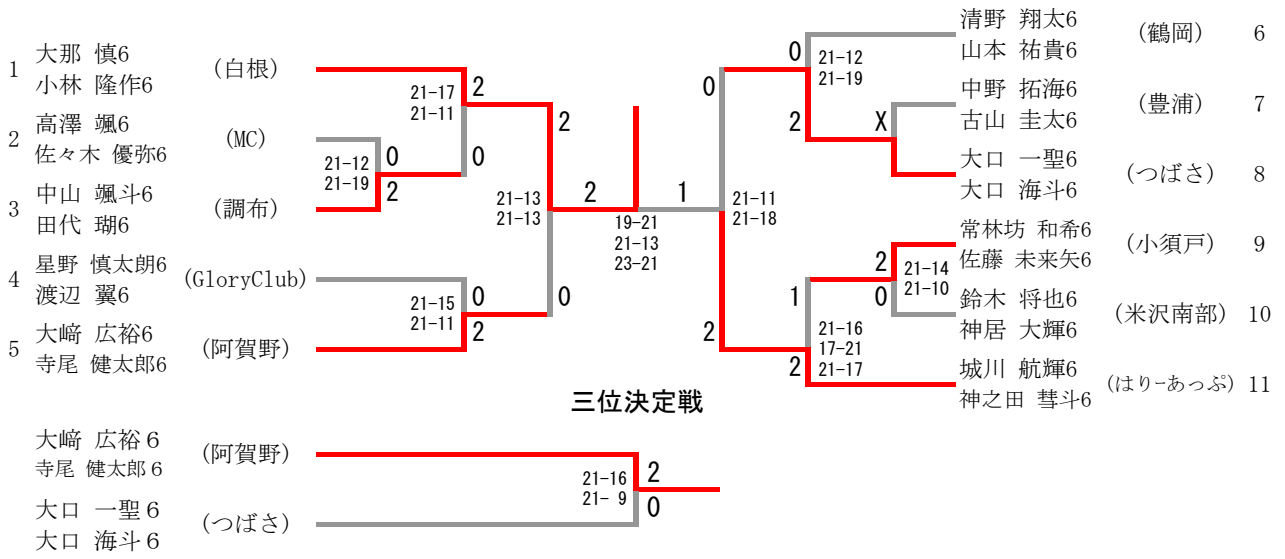 1 大那 慎6 (白根)
小林 隆作6
2 高澤 颯6 (MC)
佐々木 優弥6
3 中山 颯斗6 (調布)
田代 瑚6
4 星野 慎太朗6 (GloryClub)
渡辺 翼6
5 大﨑 広裕6 (阿賀野)
寺尾 健太郎6
21-17 2
21-11 0
21-12 0
21-19 2
21-15 0
21-11 2
2
21-13
21-13
0
2 1
19-21
21-13
23-21
0
21-11
21-18
2
0 21-12
21-19
2
X
2 21-14
0 21-10
1 21-16
17-21
2 21-17
清野 翔太6 (鶴岡) 6
山本 祐貴6
中野 拓海6 (豊浦) 7
古山 圭太6
大口 一聖6 (つばさ) 8
大口 海斗6
常林坊 和希6 (小須戸) 9
佐藤 未来矢6
鈴木 将也6 (米沢南部) 10
神居 大輝6
城川 航輝6 (はりーあっぷ) 11
神之田 彗斗6
三位決定戦
大﨑 広裕６ (阿賀野)
寺尾 健太郎６
大口 一聖６ (つばさ)
大口 海斗６
21-16 2
21- 9 0